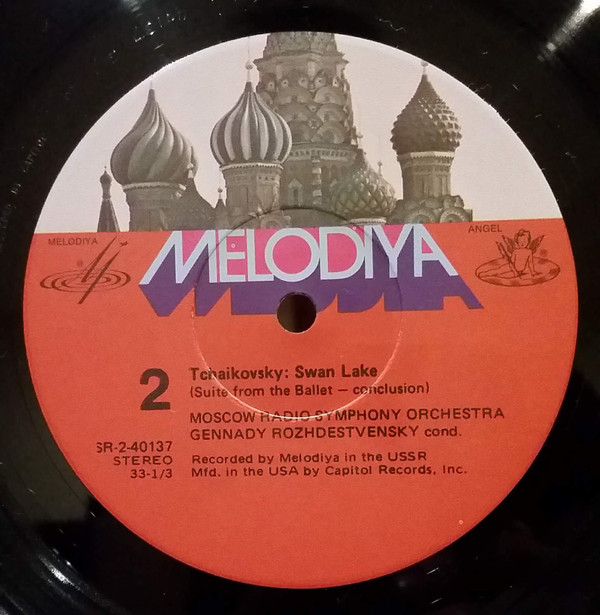 MELODIYA
ANGEL
MELODIYA
2
Tchaikovsky: Swan Lake
(Suite from the Ballet — conclusion)
MOSCOW RADIO SYMPHONY ORCHESTRA
GENNADY ROZHDESTVENSKY cond.
SR-2-40137
STEREO
33-1/3
Recorded by Melodiya in the USSR
Mfd. in the USA by Capitol Records, Inc.